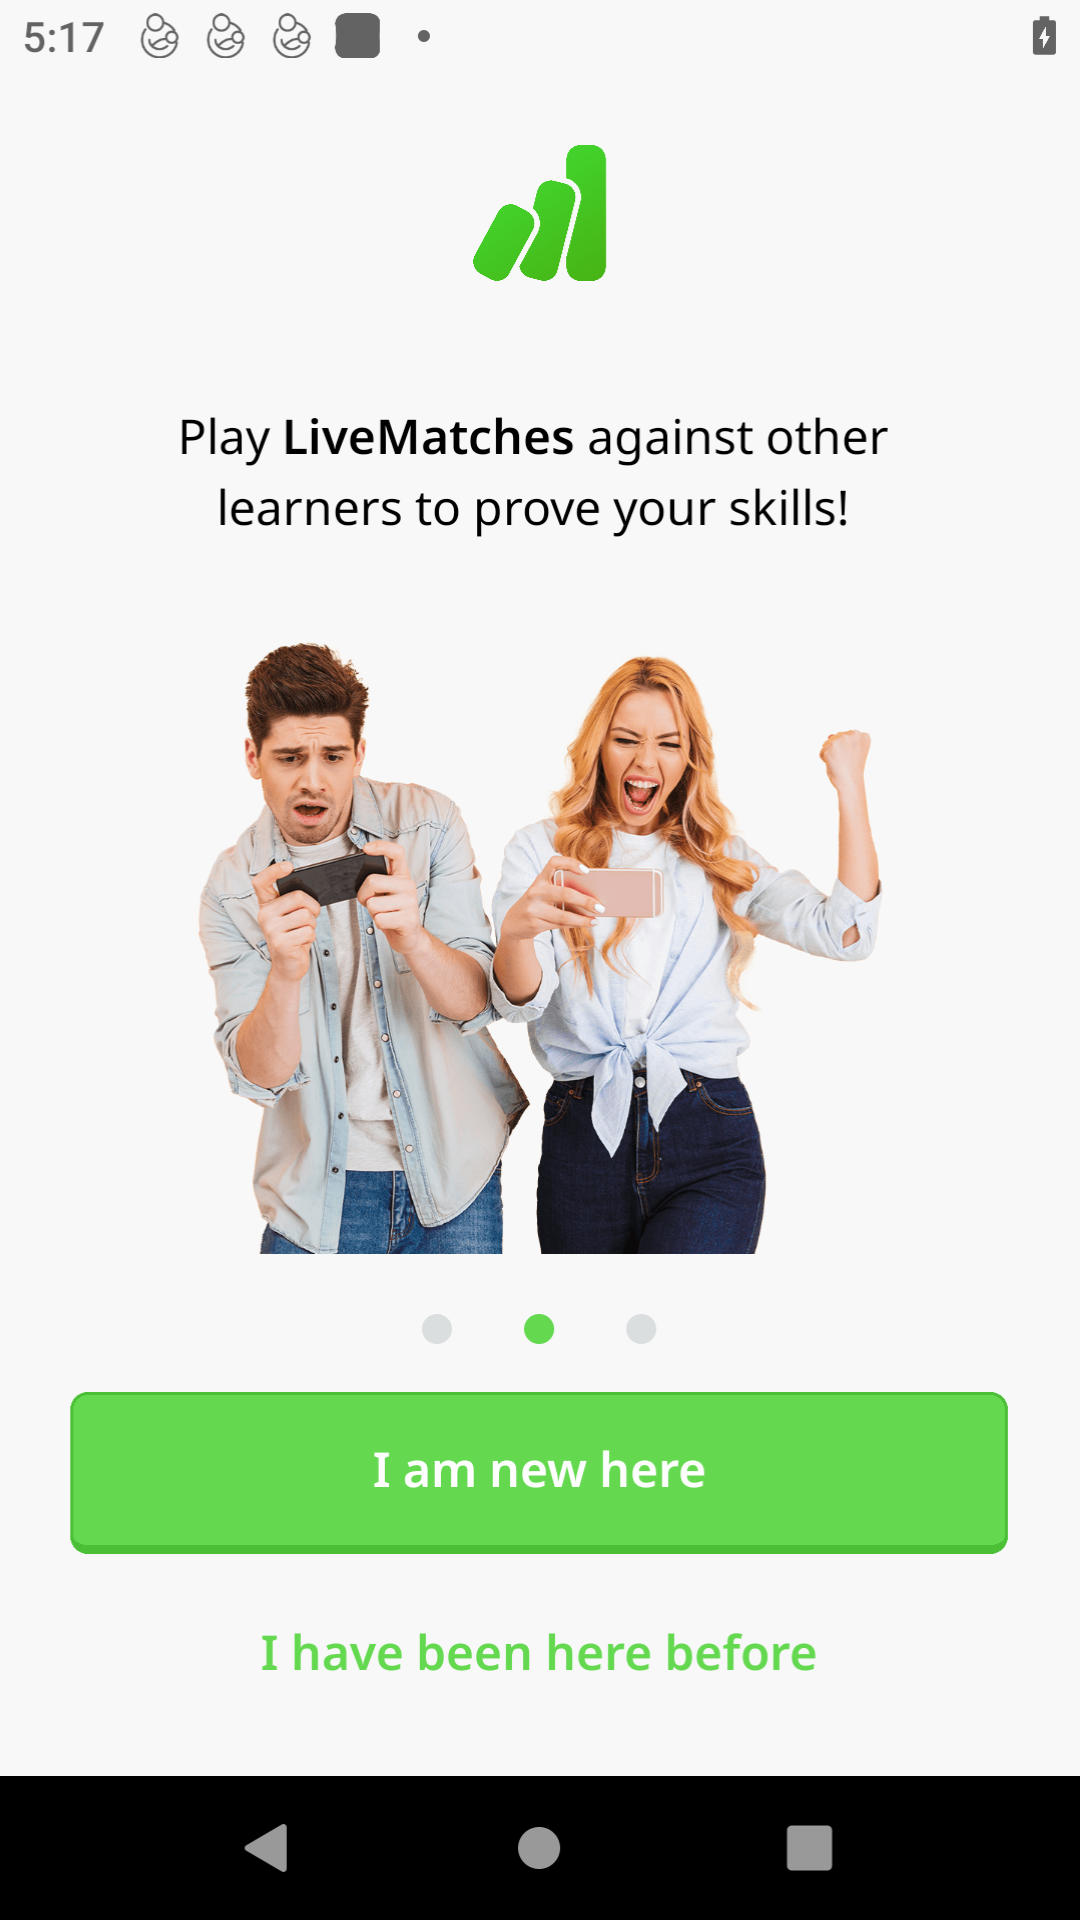 5:17
Play LiveMatches against other
learners to prove your skills!
I am new here
I have been here before